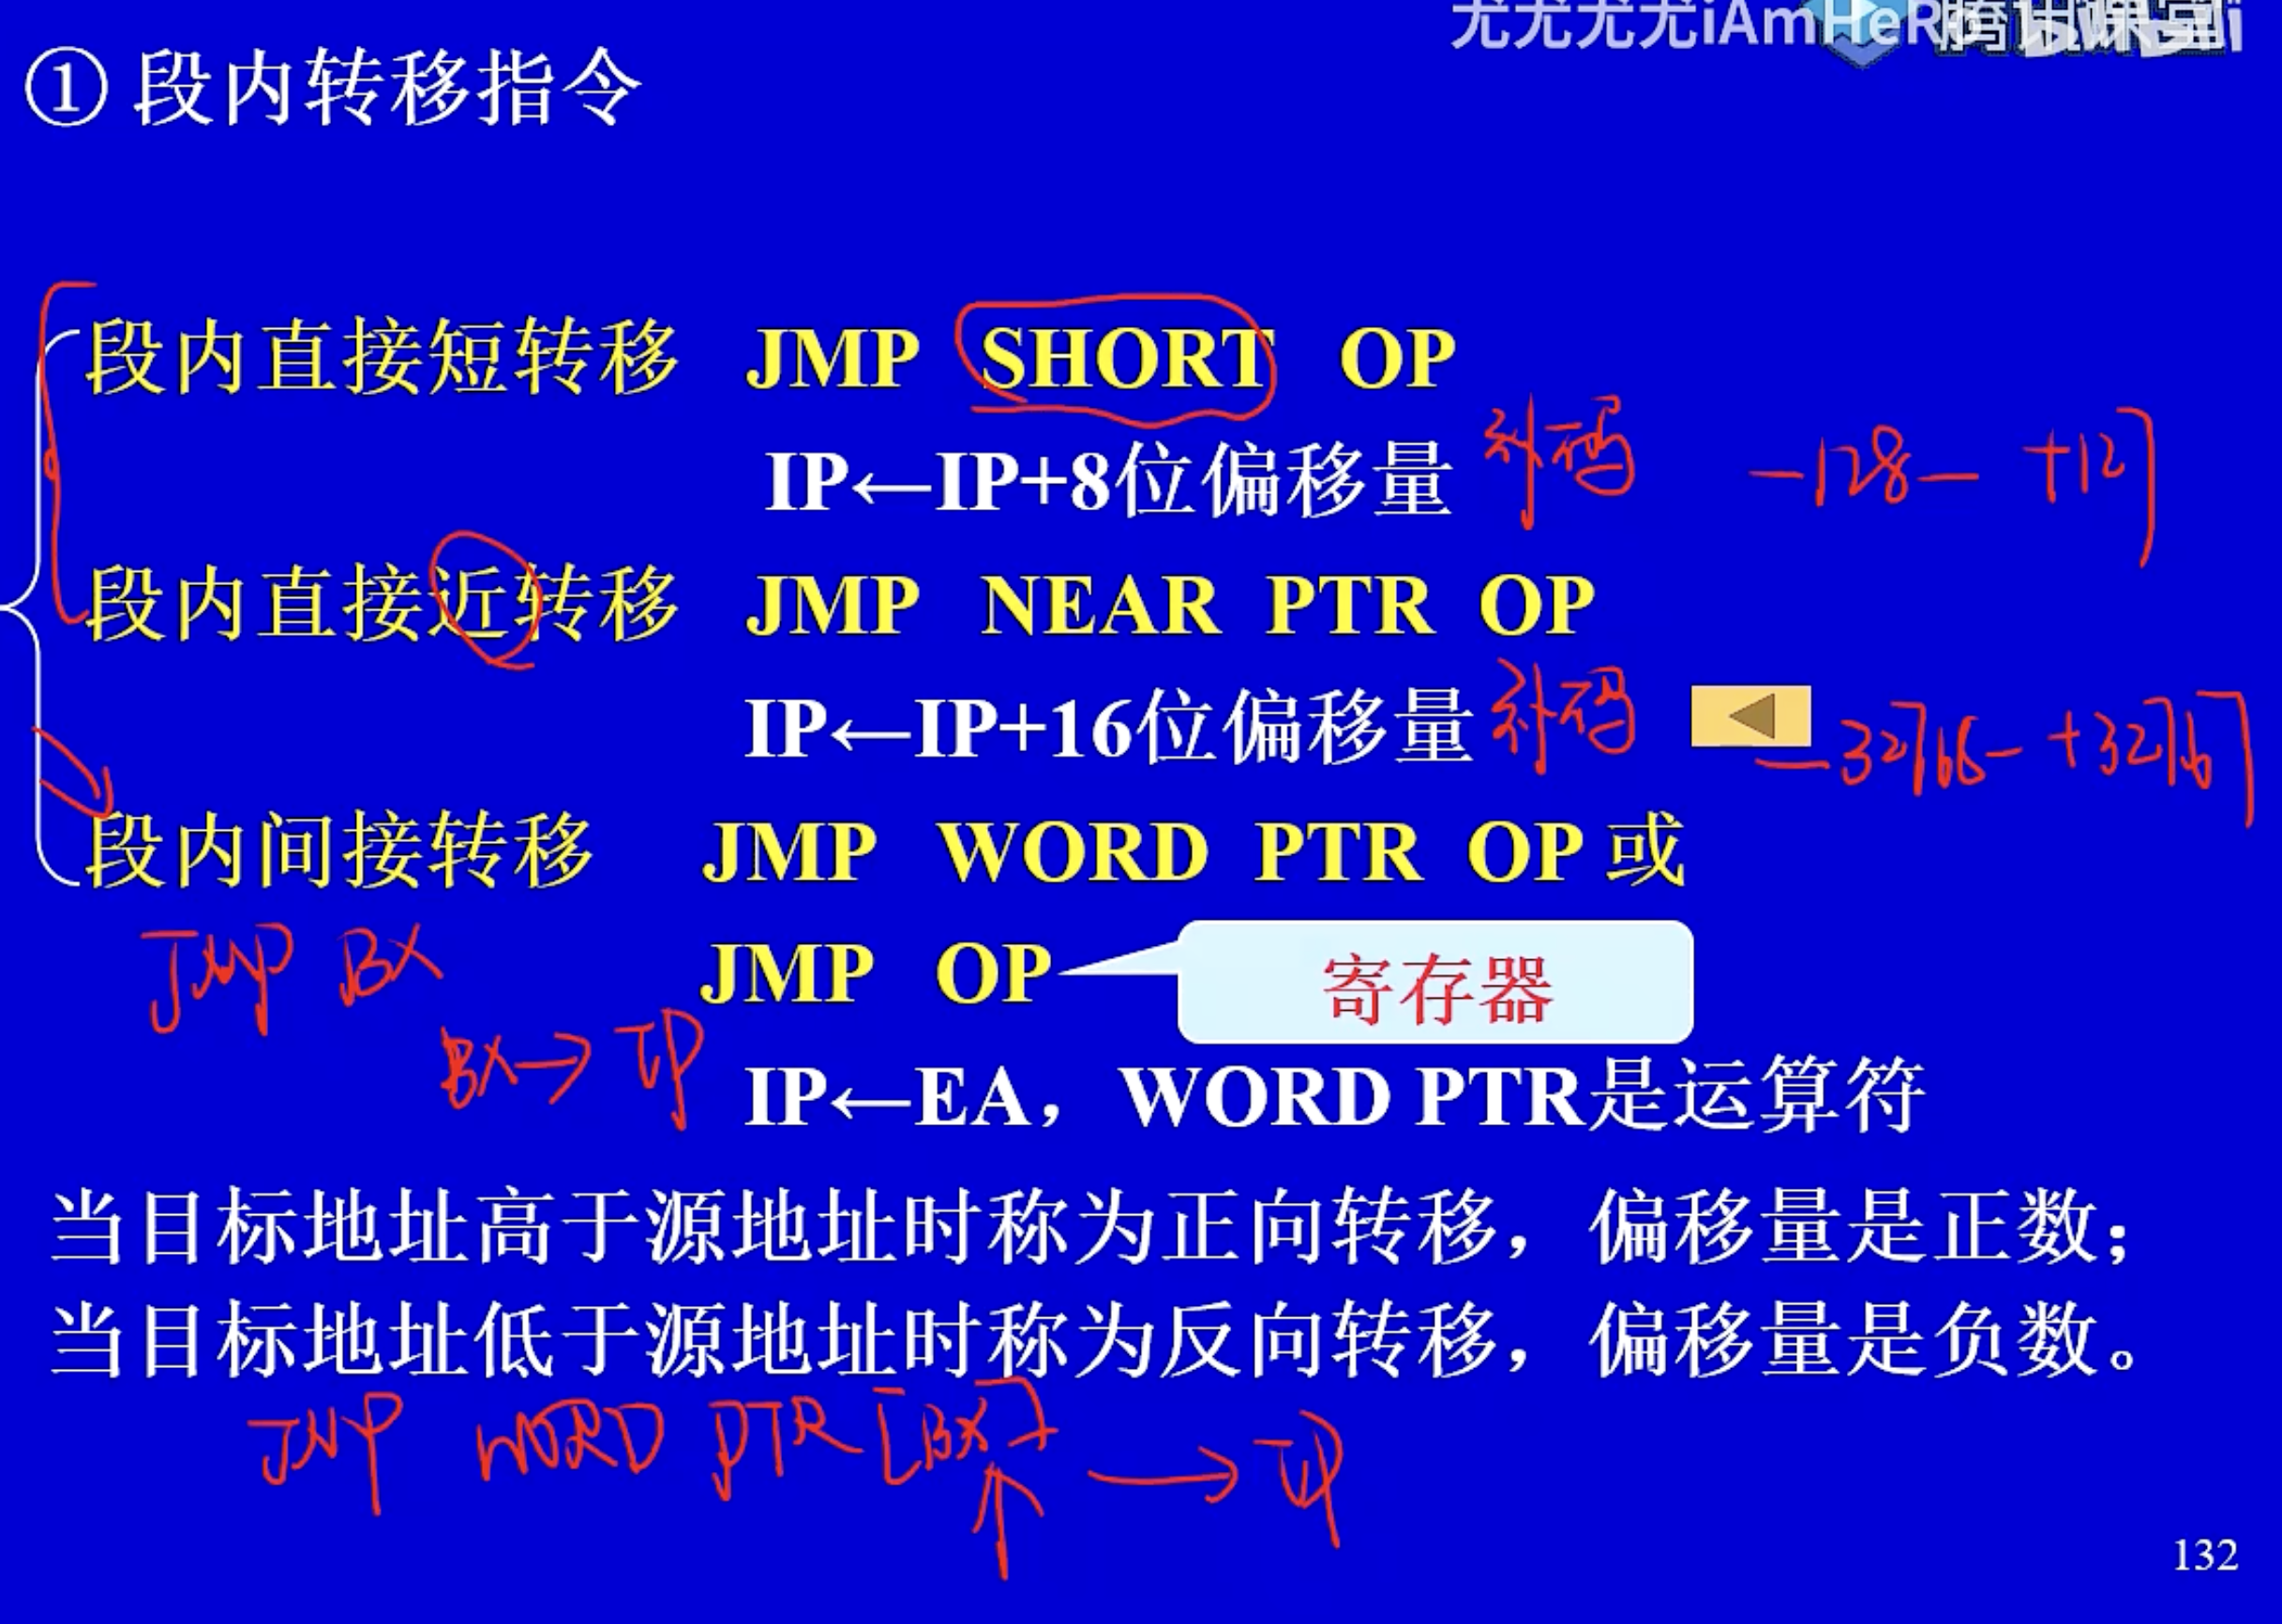 尤尤尤尤iAmHeR
腾讯课堂
① 段内转移指令
段内直接短转移 JMP SHORT OP
IP←IP+8位偏移量 补码 -128- +127
段内直接近转移 JMP NEAR PTR OP
IP←IP+16位偏移量 补码 -32768- +32767
段内间接转移 JMP WORD PTR OP 或
JMP BX
JMP OP 寄存器
BX→IP
IP←EA，WORD PTR是运算符
当目标地址高于源地址时称为正向转移，偏移量是正数；
当目标地址低于源地址时称为反向转移，偏移量是负数。
JMP WORD PTR [BX] → IP
132